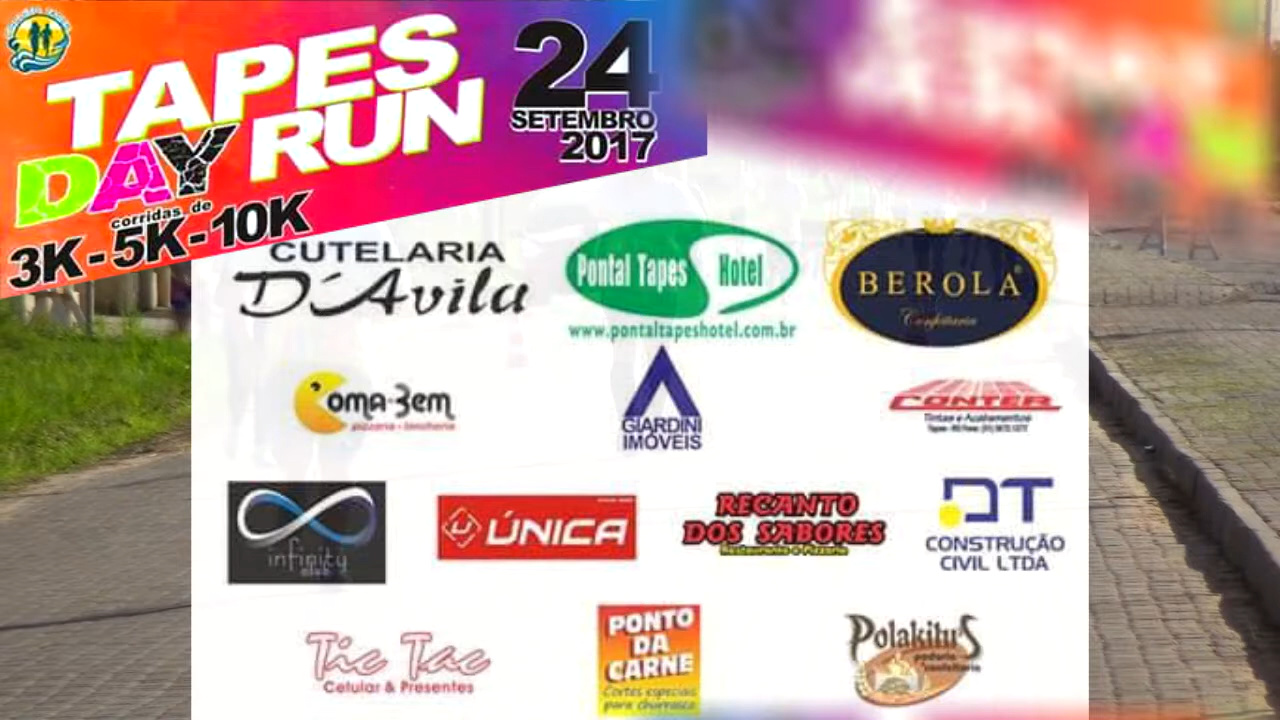 TAPES
DAY RUN
corridas de
3K - 5K - 10K
24
SETEMBRO
2017
CUTELARIA
D'Avila
Pontal Tapes Hotel
www.pontaltapeshotel.com.br
BEROLA
Confeitaria
Coma-Bem
pizzaria - lancheria
GIARDINI
IMÓVEIS
CONTER
Tintas e Acabamentos
infinity
club
ÚNICA
RECANTO
DOS SABORES
Restaurante e Pizzaria
DT
CONSTRUÇÃO
CIVIL LTDA
Tic Tac
Celular & Presentes
PONTO
DA
CARNE
Cortes especiais
para churrasco
Polakitu's
padaria
confeitaria